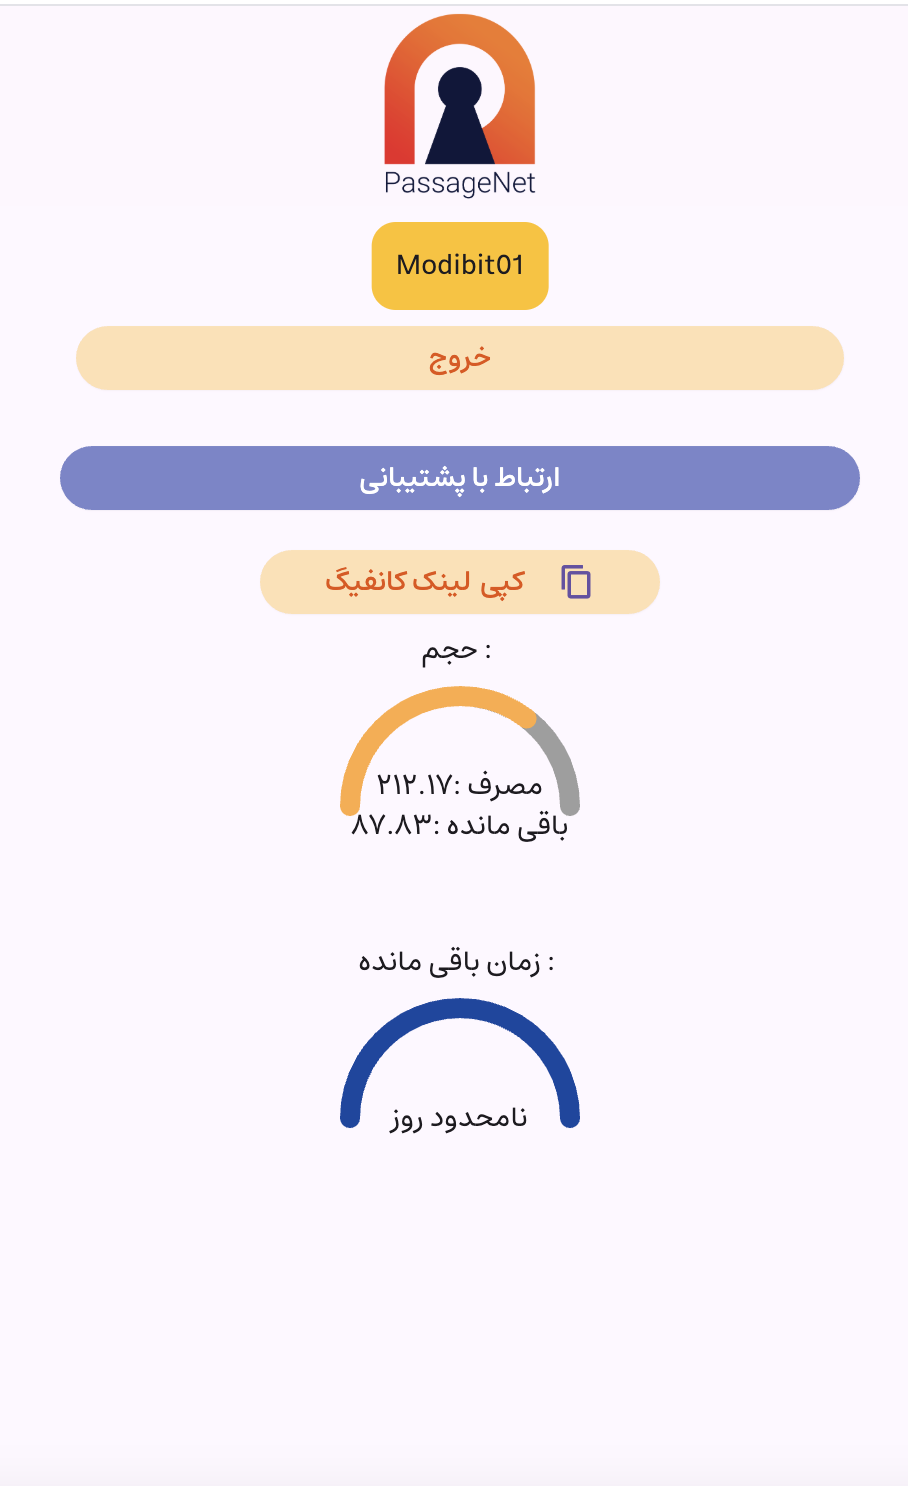 PassageNet
Modibit01
خروج
ارتباط با پشتیبانی
کپی لینک کانفیگ
حجم :
مصرف :۲۱۲.۱۷
باقی مانده :۸۷.۸۳
زمان باقی مانده :
نامحدود روز